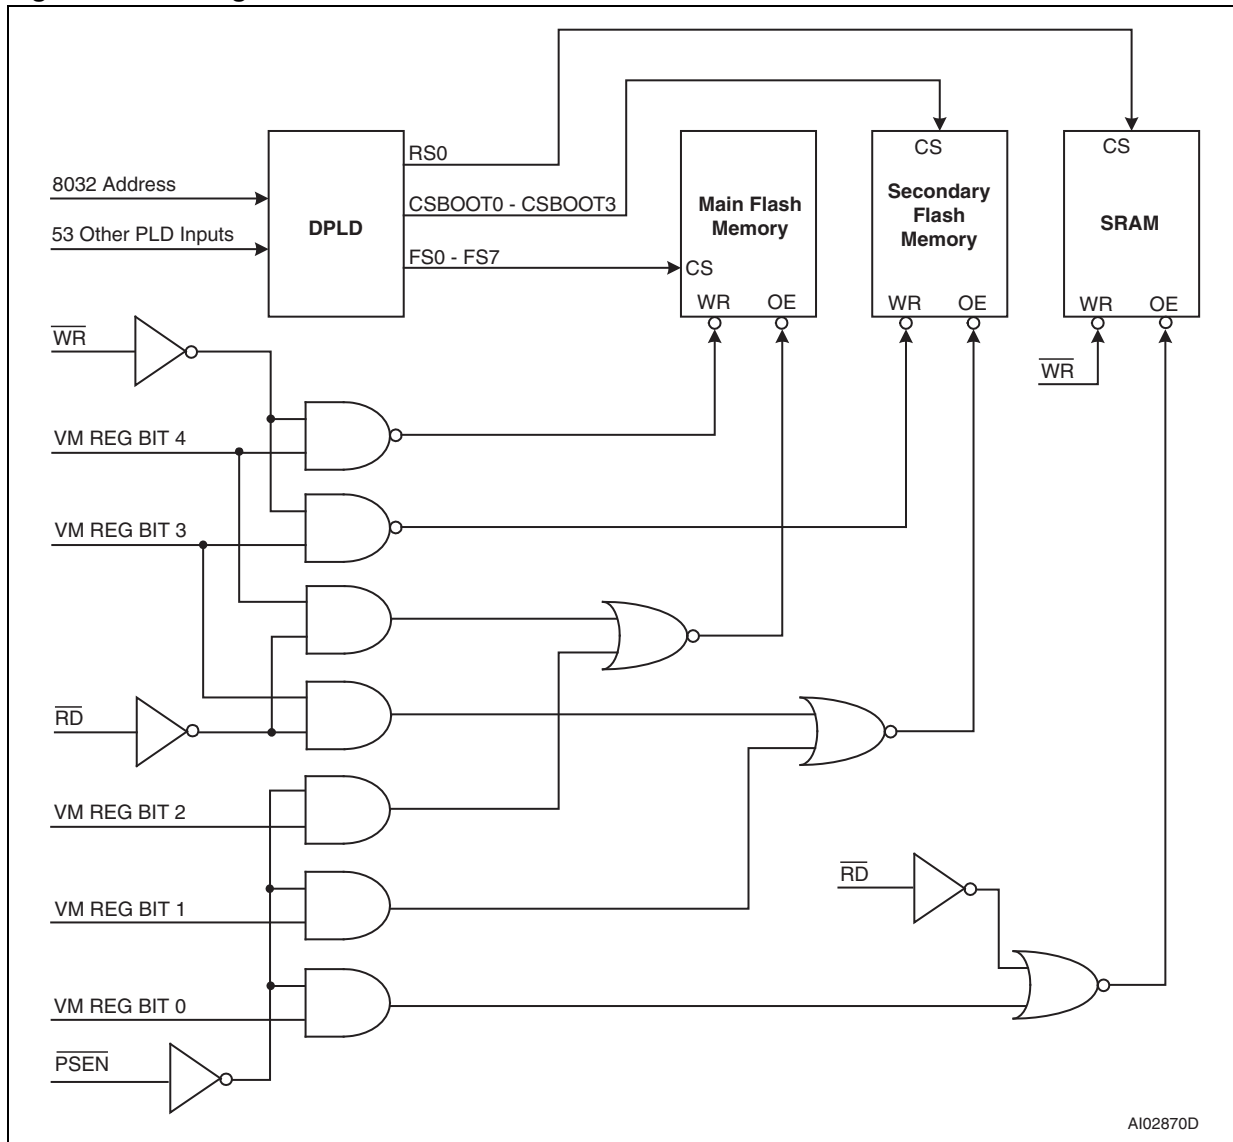 RS0
CS
CS
8032 Address
CSBOOT0 - CSBOOT3
Main Flash
Memory
Secondary
Flash
Memory
DPLD
SRAM
53 Other PLD Inputs
FS0 - FS7
CS
WR OE
WR OE
WR OE
WR
WR
VM REG BIT 4
VM REG BIT 3
RD
VM REG BIT 2
RD
VM REG BIT 1
VM REG BIT 0
PSEN
AI02870D